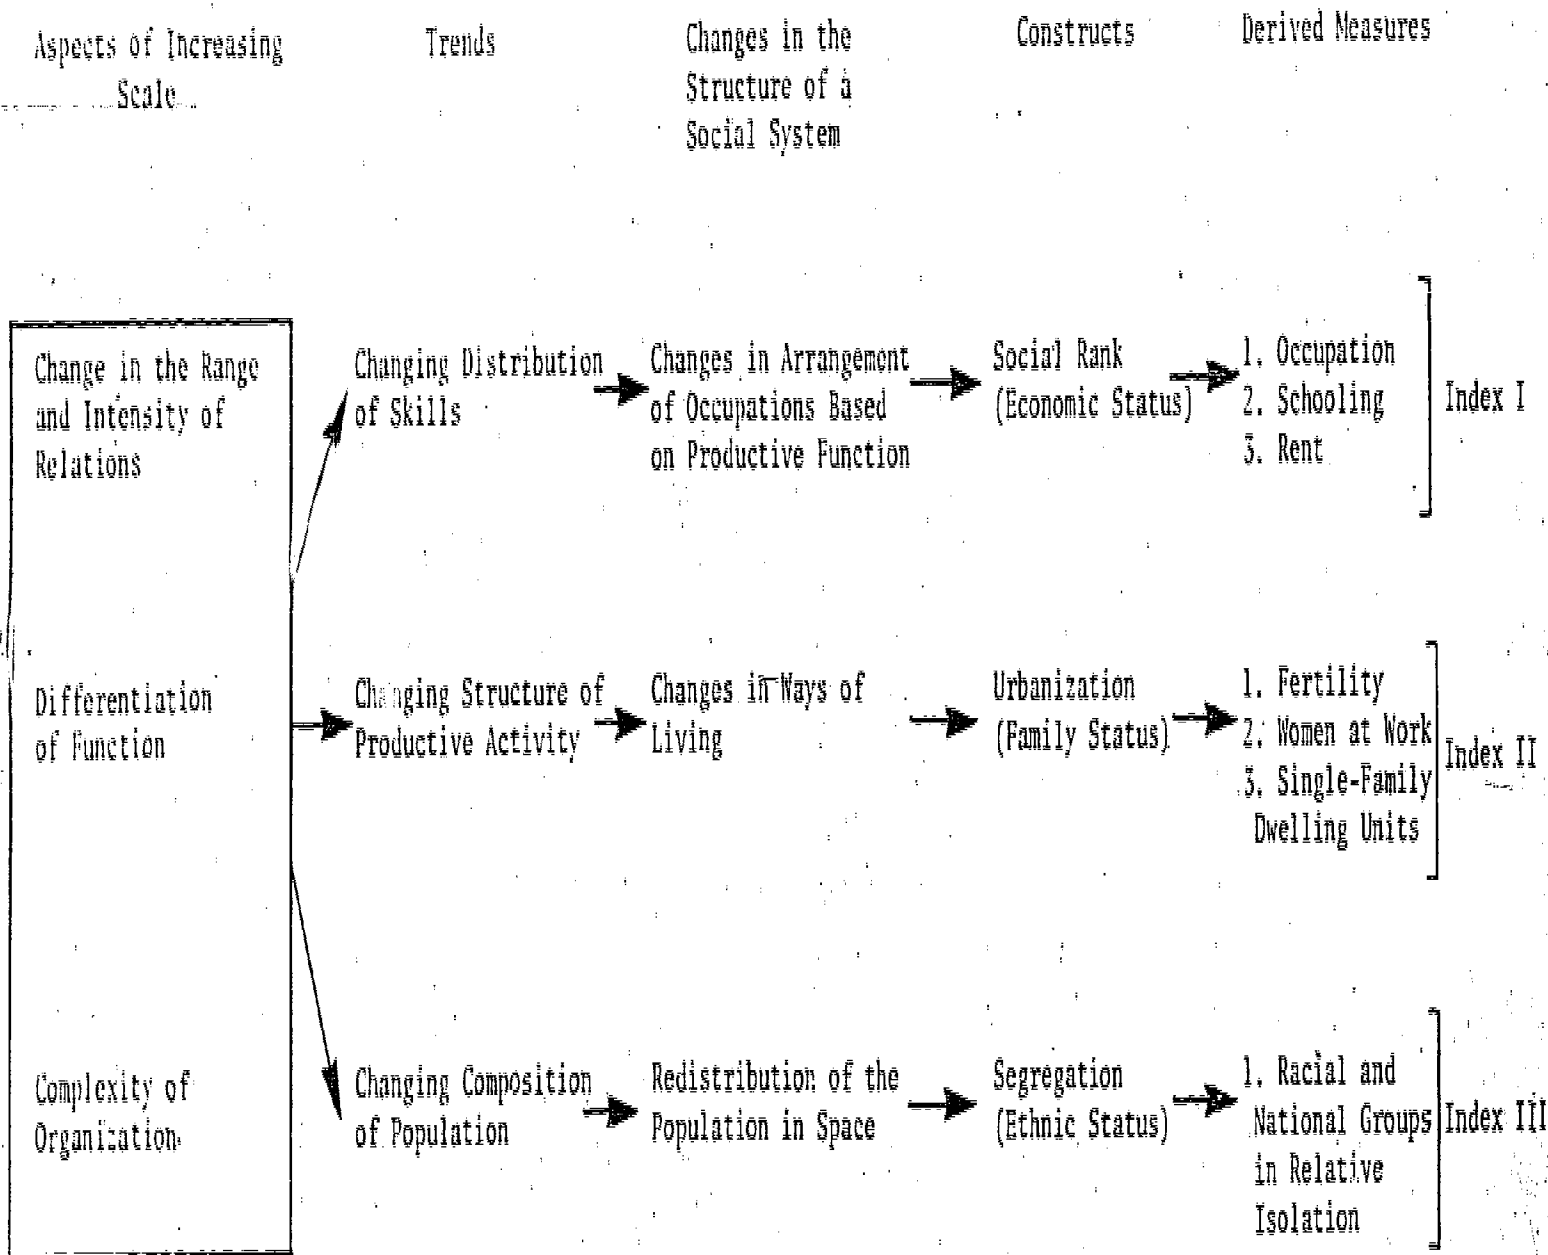 Aspects of Increasing
Scale
Trends
Changes in the
Structure of a
Social System
Constructs
Derived Measures
Change in the Range
and Intensity of
Relations
Changing Distribution
of Skills
Changes in Arrangement
of Occupations Based
on Productive Function
Social Rank
(Economic Status)
1. Occupation
2. Schooling
3. Rent
Index I
Differentiation
of Function
Changing Structure of
Productive Activity
Changes in Ways of
Living
Urbanization
(Family Status)
1. Fertility
2. Women at Work
3. Single-Family
Dwelling Units
Index II
Complexity of
Organization
Changing Composition
of Population
Redistribution of the
Population in Space
Segregation
(Ethnic Status)
1. Racial and
National Groups
in Relative
Isolation
Index III